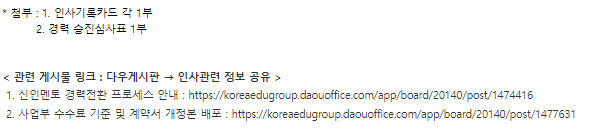 * 첨부 : 1. 인사기록카드 각 1부
2. 경력 승진심사표 1부
< 관련 게시물 링크 : 다우게시판 → 인사관련 정보 공유 >
1. 신인멘토 경력전환 프로세스 안내 : https://koreaedugroup.daouoffice.com/app/board/20140/post/1474416
2. 사업부 수수료 기준 및 계약서 개정본 배포 : https://koreaedugroup.daouoffice.com/app/board/20140/post/1477631